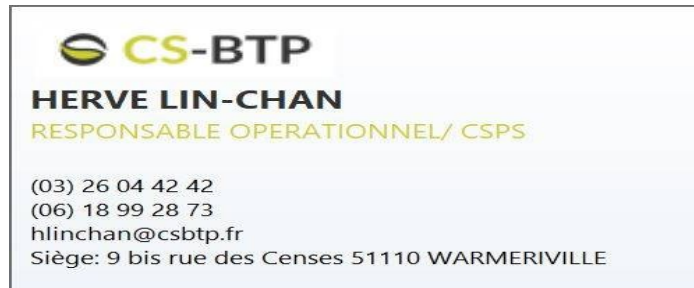 CS-BTP
HERVE LIN-CHAN
RESPONSABLE OPERATIONNEL/ CSPS
(03) 26 04 42 42
(06) 18 99 28 73
hlinchan@csbtp.fr
Siège: 9 bis rue des Censes 51110 WARMERIVILLE